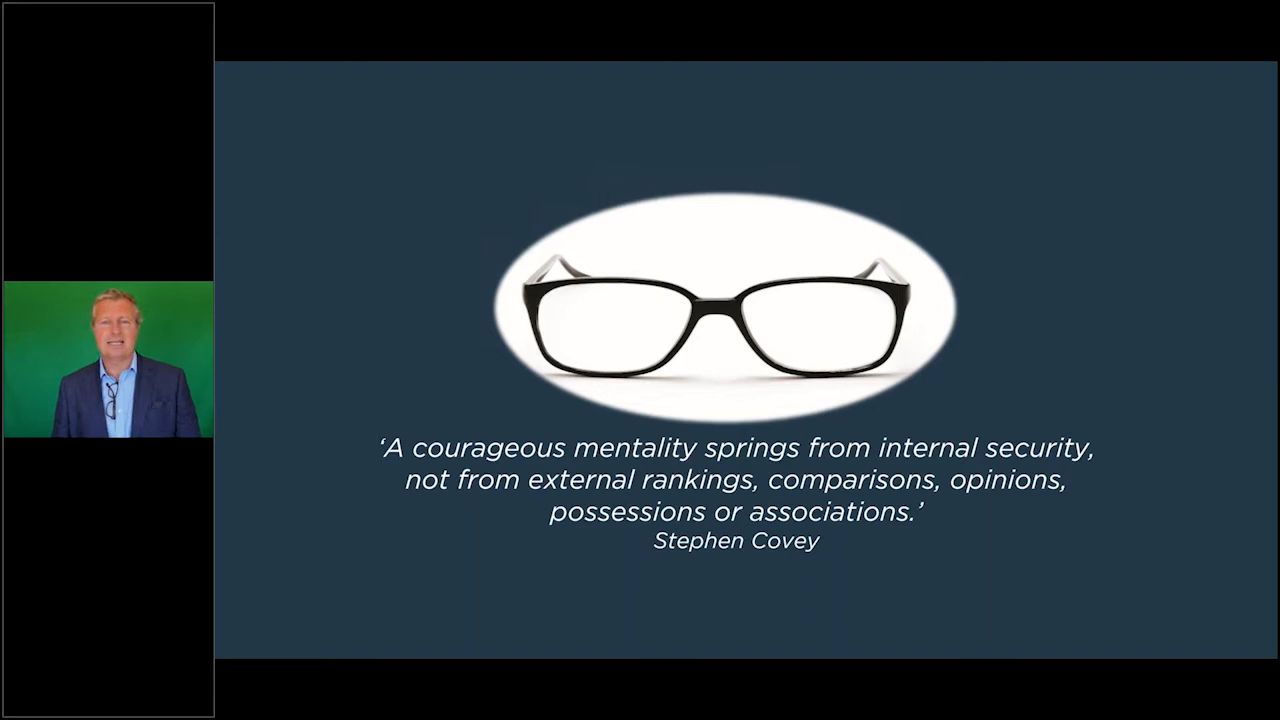 ‘A courageous mentality springs from internal security,
not from external rankings, comparisons, opinions,
possessions or associations.’
Stephen Covey